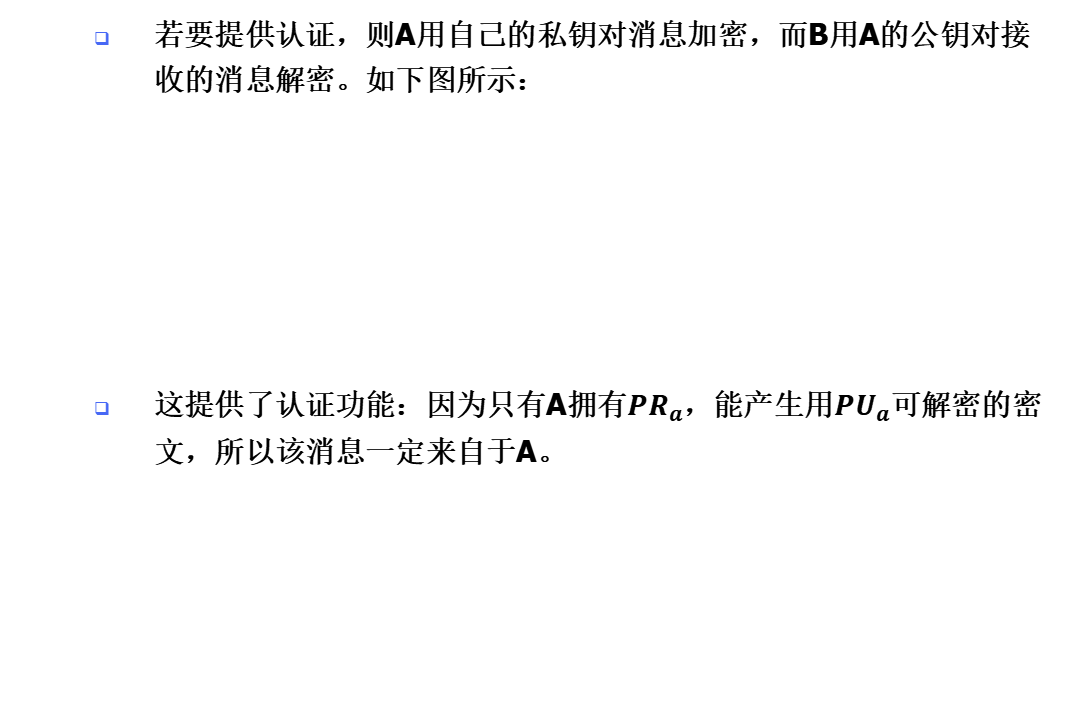 若要提供认证，则A用自己的私钥对消息加密，而B用A的公钥对接
收的消息解密。如下图所示：
这提供了认证功能：因为只有A拥有PRₐ，能产生用PUₐ可解密的密
文，所以该消息一定来自于A。